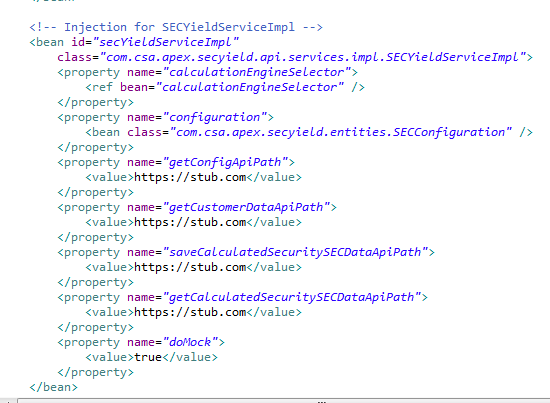 <!-- Injection for SECYieldServiceImpl -->
<bean id="secYieldServiceImpl"
class="com.csa.apex.secyield.api.services.impl.SECYieldServiceImpl">
<property name="calculationEngineSelector">
<ref bean="calculationEngineSelector" />
</property>
<property name="configuration">
<bean class="com.csa.apex.secyield.entities.SECConfiguration" />
</property>
<property name="getConfigApiPath">
<value>https://stub.com</value>
</property>
<property name="getCustomerDataApiPath">
<value>https://stub.com</value>
</property>
<property name="saveCalculatedSecuritySECDataApiPath">
<value>https://stub.com</value>
</property>
<property name="getCalculatedSecuritySECDataApiPath">
<value>https://stub.com</value>
</property>
<property name="doMock">
<value>true</value>
</property>
</bean>